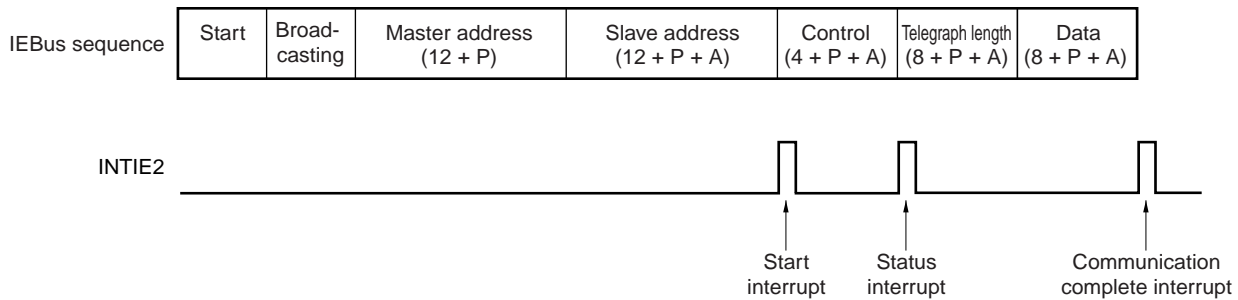 IEBus sequence
Start
Broad-
casting
Master address
(12 + P)
Slave address
(12 + P + A)
Control
(4 + P + A)
Telegraph length
(8 + P + A)
Data
(8 + P + A)
INTIE2
Start
interrupt
Status
interrupt
Communication
complete interrupt